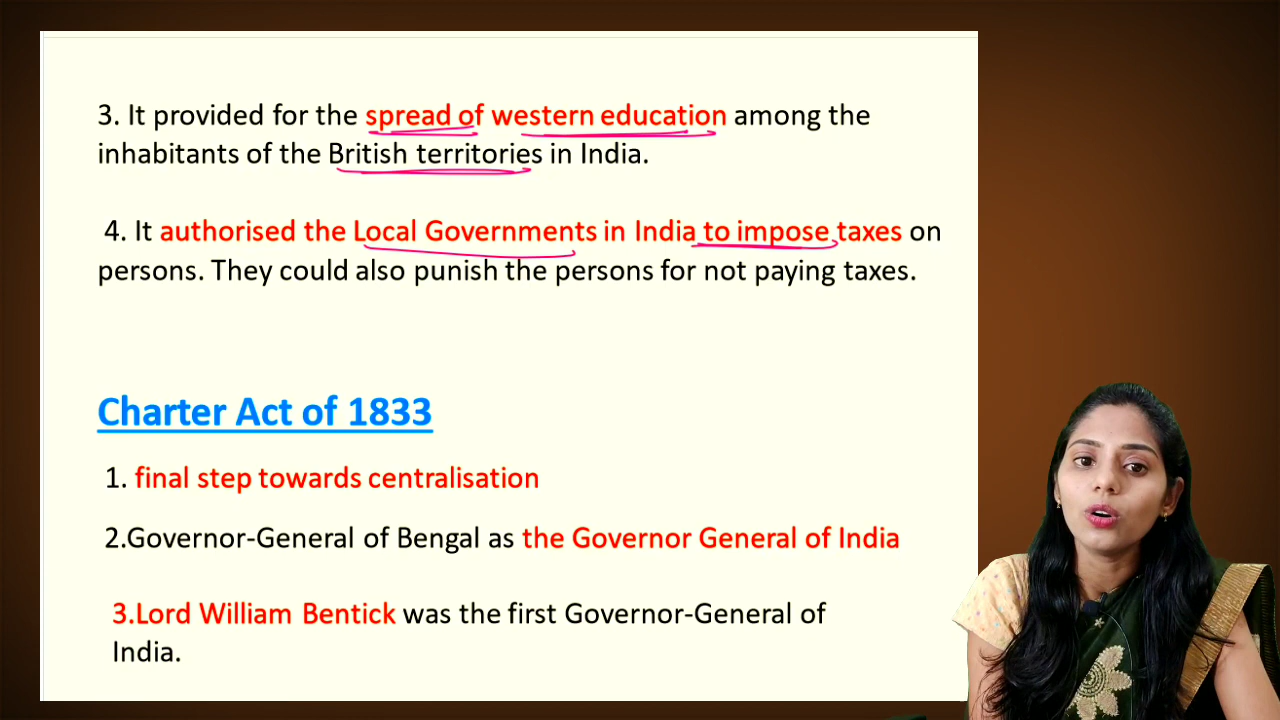 3. It provided for the spread of western education among the
inhabitants of the British territories in India.
4. It authorised the Local Governments in India to impose taxes on
persons. They could also punish the persons for not paying taxes.
Charter Act of 1833
1. final step towards centralisation
2.Governor-General of Bengal as the Governor General of India
3.Lord William Bentick was the first Governor-General of
India.